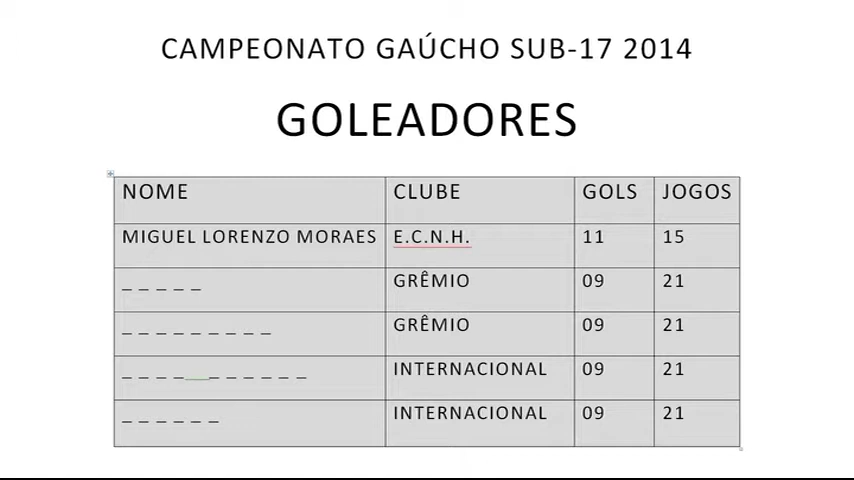 CAMPEONATO GAÚCHO SUB-17 2014
GOLEADORES
NOME CLUBE GOLS JOGOS
MIGUEL LORENZO MORAES E.C.N.H. 11 15
_ _ _ _ _ GRÊMIO 09 21
_ _ _ _ _ _ _ _ _ GRÊMIO 09 21
_ _ _ _ _ _ _ _ _ _ INTERNACIONAL 09 21
_ _ _ _ _ _ INTERNACIONAL 09 21